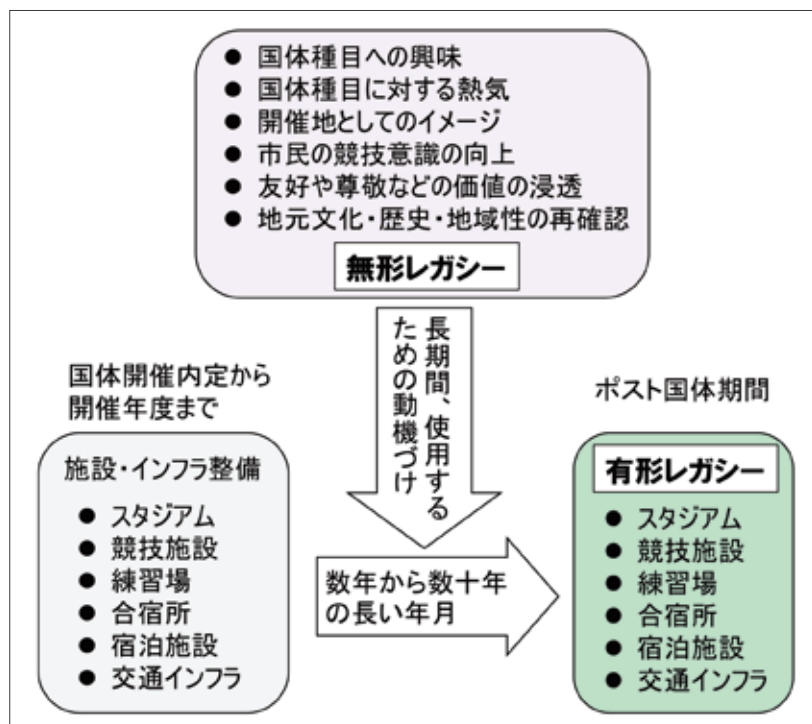 ● 国体種目への興味
● 国体種目に対する熱気
● 開催地としてのイメージ
● 市民の競技意識の向上
● 友好や尊敬などの価値の浸透
● 地元文化・歴史・地域性の再確認
無形レガシー
長期間、使用する
ための動機づけ
国体開催内定から
開催年度まで
施設・インフラ整備
● スタジアム
● 競技施設
● 練習場
● 合宿所
● 宿泊施設
● 交通インフラ
数年から数十年
の長い年月
ポスト国体期間
有形レガシー
● スタジアム
● 競技施設
● 練習場
● 合宿所
● 宿泊施設
● 交通インフラ